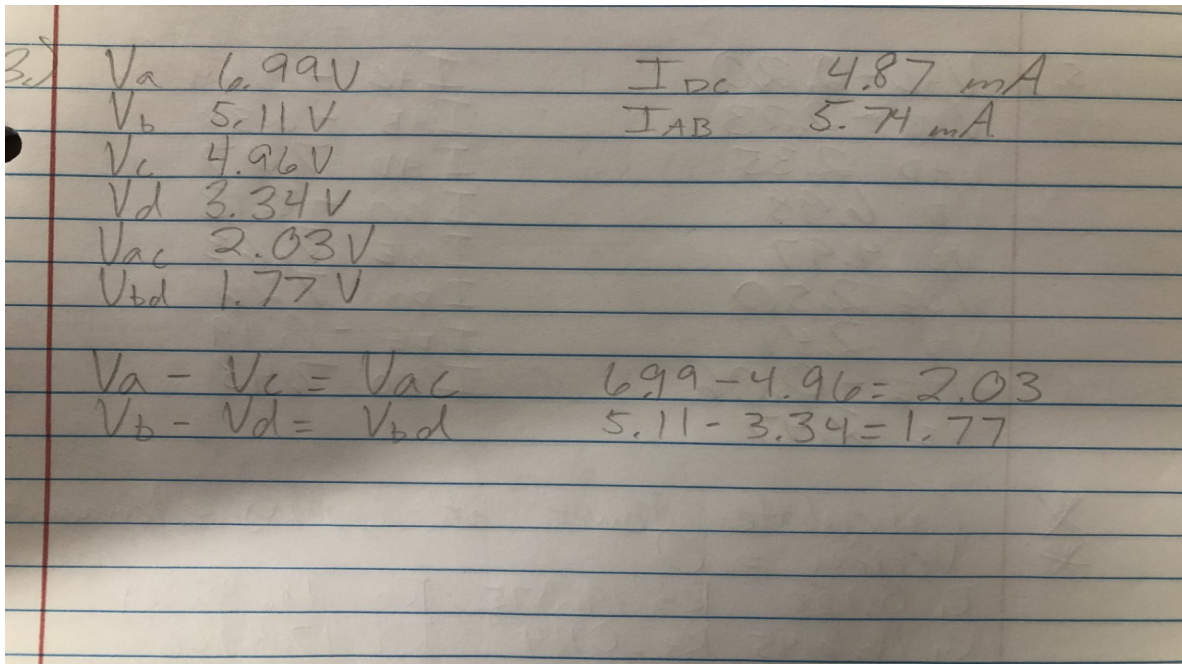 3.) Va 6.99V IDC 4.87 mA
Vb 5.11 V IAB 5.74 mA
Vc 4.96V
Vd 3.34V
Vac 2.03V
Vbd 1.77 V
Va - Vc = Vac 6.99 - 4.96 = 2.03
Vb - Vd = Vbd 5.11 - 3.34 = 1.77